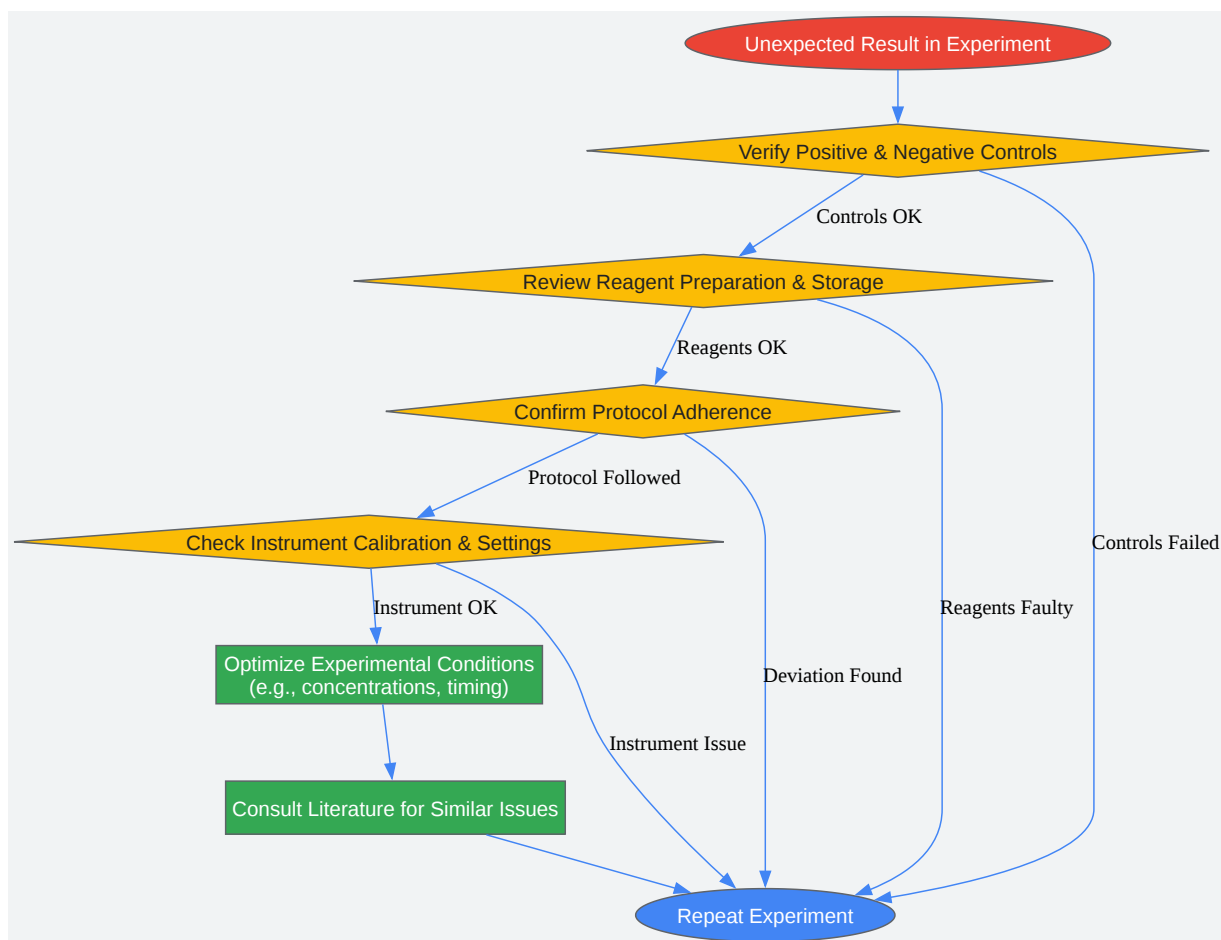 Unexpected Result in Experiment
Verify Positive & Negative Controls
Controls OK
Review Reagent Preparation & Storage
Reagents OK
Confirm Protocol Adherence
Protocol Followed
Check Instrument Calibration & Settings
Controls Failed
Instrument OK
Reagents Faulty
Optimize Experimental Conditions
(e.g., concentrations, timing)
Deviation Found
Instrument Issue
Consult Literature for Similar Issues
Repeat Experiment